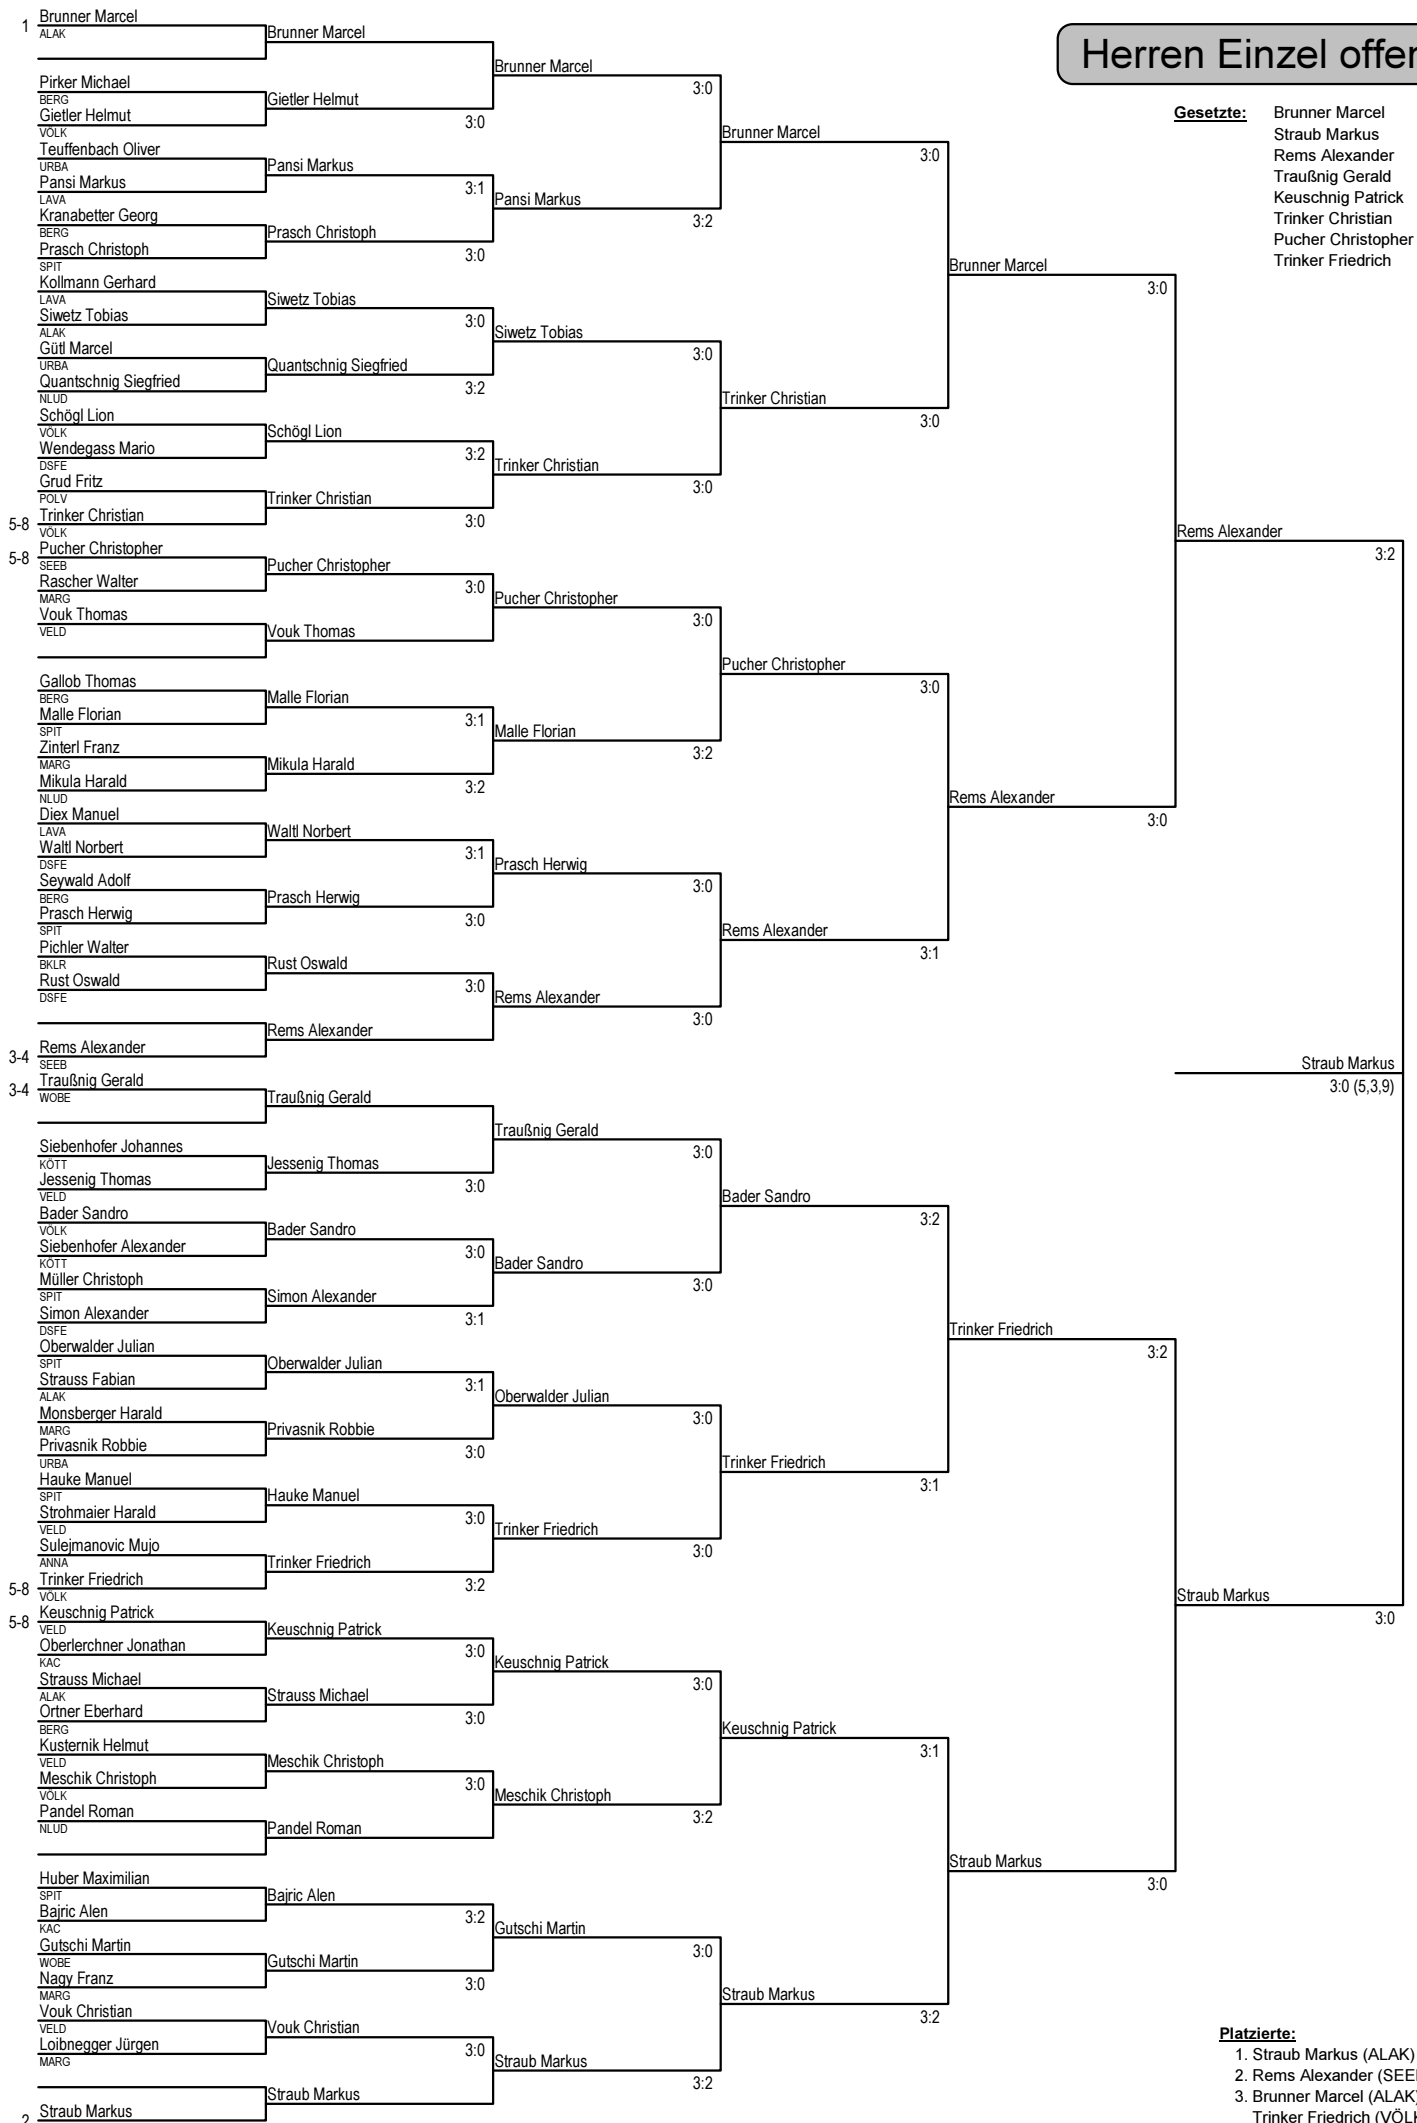 Herren Einzel offen
Gesetzte:
Brunner Marcel
Straub Markus
Rems Alexander
Traußnig Gerald
Keuschnig Patrick
Trinker Christian
Pucher Christopher
Trinker Friedrich
1 Brunner Marcel
ALAK
Pirker Michael
BERG
Gietler Helmut
VÖLK
Teuffenbach Oliver
URBA
Pansi Markus
LAVA
Kranabetter Georg
BERG
Prasch Christoph
SPIT
Kollmann Gerhard
LAVA
Siwetz Tobias
ALAK
Gütl Marcel
URBA
Quantschnig Siegfried
NLUD
Schögl Lion
VÖLK
Wendegass Mario
DSFE
Grud Fritz
POLV
5-8 Trinker Christian
VÖLK
5-8 Pucher Christopher
SEEB
Rascher Walter
MARG
Vouk Thomas
VELD
Gallob Thomas
BERG
Malle Florian
SPIT
Zinterl Franz
MARG
Mikula Harald
NLUD
Diex Manuel
LAVA
Waltl Norbert
DSFE
Seywald Adolf
BERG
Prasch Herwig
SPIT
Pichler Walter
BKLR
Rust Oswald
DSFE
3-4 Rems Alexander
SEEB
3-4 Traußnig Gerald
WOBE
Siebenhofer Johannes
KÖTT
Jessenig Thomas
VELD
Bader Sandro
VÖLK
Siebenhofer Alexander
KÖTT
Müller Christoph
SPIT
Simon Alexander
DSFE
Oberwalder Julian
SPIT
Strauss Fabian
ALAK
Monsberger Harald
MARG
Privasnik Robbie
URBA
Hauke Manuel
SPIT
Strohmaier Harald
VELD
Sulejmanovic Mujo
ANNA
5-8 Trinker Friedrich
VÖLK
5-8 Keuschnig Patrick
VELD
Oberlerchner Jonathan
KAC
Strauss Michael
ALAK
Ortner Eberhard
BERG
Kusternik Helmut
VELD
Meschik Christoph
VÖLK
Pandel Roman
NLUD
Huber Maximilian
SPIT
Bajric Alen
KAC
Gutschi Martin
WOBE
Nagy Franz
MARG
Vouk Christian
VELD
Loibnegger Jürgen
MARG
2 Straub Markus
Brunner Marcel
Gietler Helmut
3:0
Pansi Markus
3:1
Prasch Christoph
3:0
Siwetz Tobias
3:0
Quantschnig Siegfried
3:2
Schögl Lion
3:2
Trinker Christian
3:0
Pucher Christopher
3:0
Vouk Thomas
Malle Florian
3:1
Mikula Harald
3:2
Waltl Norbert
3:1
Prasch Herwig
3:0
Rust Oswald
3:0
Rems Alexander
Traußnig Gerald
Jessenig Thomas
3:0
Bader Sandro
3:0
Simon Alexander
3:1
Oberwalder Julian
3:1
Privasnik Robbie
3:0
Hauke Manuel
3:0
Trinker Friedrich
3:2
Keuschnig Patrick
3:0
Strauss Michael
3:0
Meschik Christoph
3:0
Pandel Roman
Bajric Alen
3:2
Gutschi Martin
3:0
Vouk Christian
3:0
Straub Markus
Brunner Marcel
3:0
Pansi Markus
3:2
Siwetz Tobias
3:0
Trinker Christian
3:0
Pucher Christopher
3:0
Malle Florian
3:2
Prasch Herwig
3:0
Rems Alexander
3:0
Traußnig Gerald
3:0
Bader Sandro
3:0
Oberwalder Julian
3:0
Trinker Friedrich
3:0
Keuschnig Patrick
3:0
Meschik Christoph
3:2
Gutschi Martin
3:0
Straub Markus
3:2
Brunner Marcel
3:0
Trinker Christian
3:0
Pucher Christopher
3:0
Rems Alexander
3:1
Bader Sandro
3:2
Trinker Friedrich
3:1
Keuschnig Patrick
3:1
Straub Markus
3:2
Brunner Marcel
3:0
Rems Alexander
3:0
Trinker Friedrich
3:2
Straub Markus
3:0
Rems Alexander
3:2
Straub Markus
3:0
Straub Markus
3:0 (5,3,9)
Platzierte:
1. Straub Markus (ALAK)
2. Rems Alexander (SEEB
3. Brunner Marcel (ALAK)
Trinker Friedrich (VÖLK